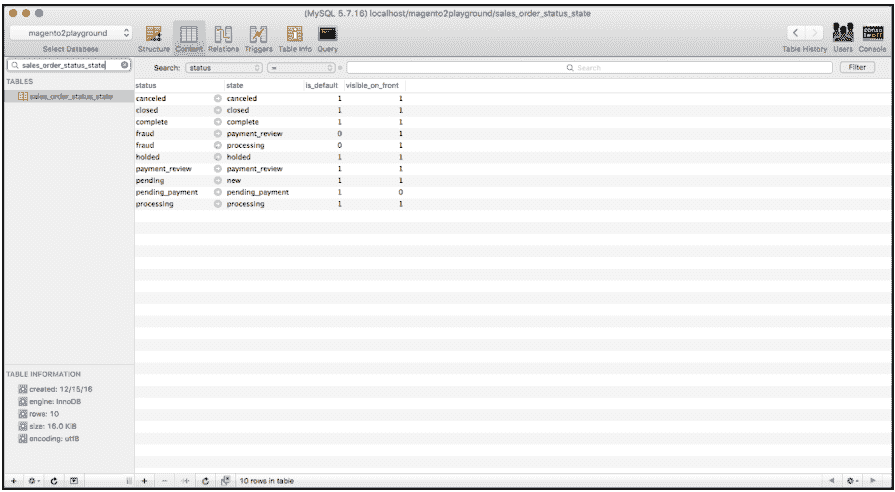 (MySQL 5.7.16) localhost/magento2playground/sales_order_status_state
magento2playground
Select Database
Structure Content Relations Triggers Table Info Query
Table History Users Console
sales_order_status_state
Search: status = Search Filter
TABLES
sales_order_status_state
status state is_default visible_on_front
canceled canceled 1 1
closed closed 1 1
complete complete 1 1
fraud payment_review 0 1
fraud processing 0 1
holded holded 1 1
payment_review payment_review 1 1
pending new 1 1
pending_payment pending_payment 1 0
processing processing 1 1
TABLE INFORMATION
created: 12/15/16
engine: InnoDB
rows: 10
size: 16.0 KiB
encoding: utf8
10 rows in table